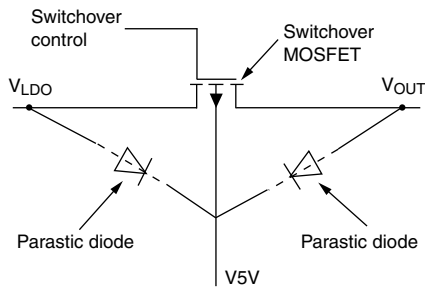 Switchover
control
Switchover
MOSFET
VLDO
VOUT
Parastic diode
Parastic diode
V5V